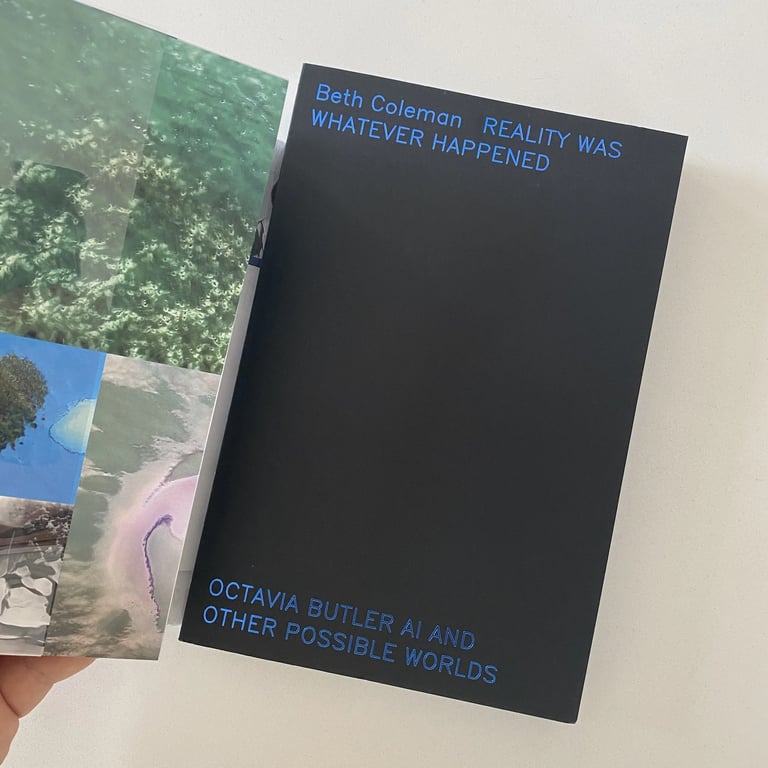 Beth Coleman REALITY WAS
WHATEVER HAPPENED
OCTAVIA BUTLER AI AND
OTHER POSSIBLE WORLDS